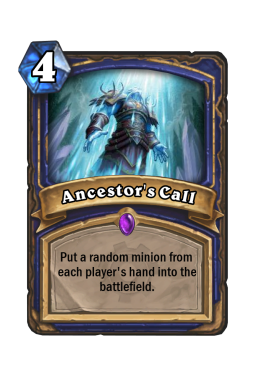 4
Ancestor's Call
Put a random minion from
each player's hand into the
battlefield.